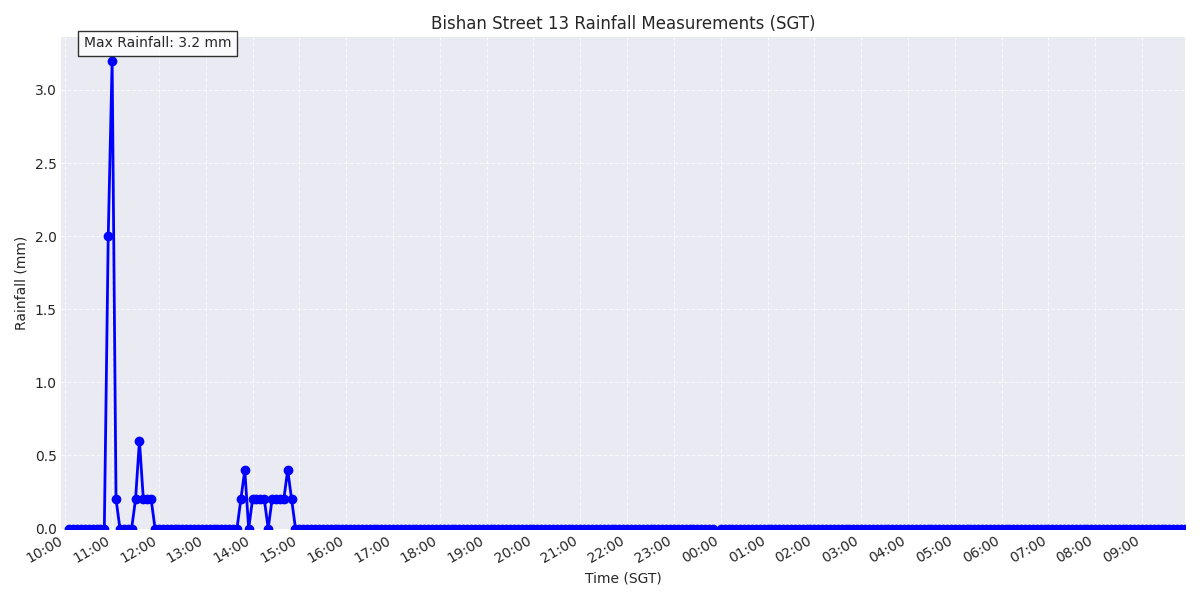 Bishan Street 13 Rainfall Measurements (SGT)
Max Rainfall: 3.2 mm
Rainfall (mm)
3.0
2.5
2.0
1.5
1.0
0.5
0.0
10:00 11:00 12:00 13:00 14:00 15:00 16:00 17:00 18:00 19:00 20:00 21:00 22:00 23:00 00:00 01:00 02:00 03:00 04:00 05:00 06:00 07:00 08:00 09:00
Time (SGT)